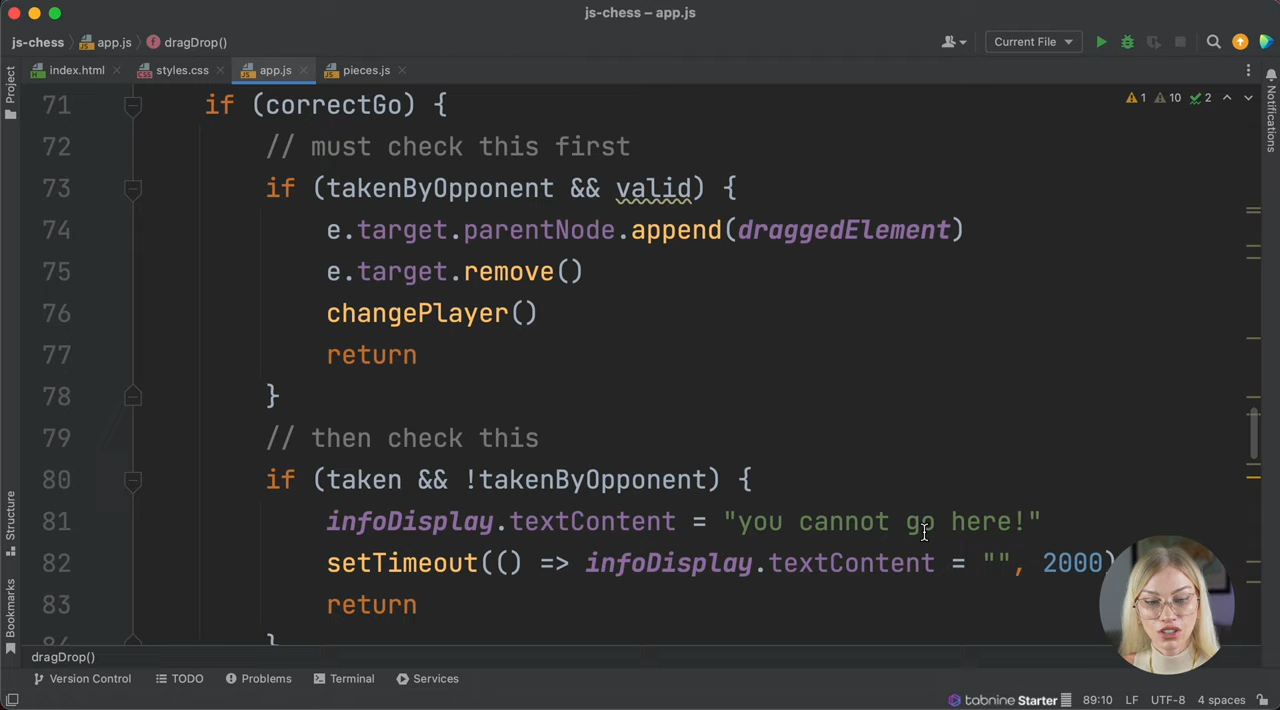 js-chess – app.js
js-chess app.js dragDrop() Current File
index.html styles.css app.js pieces.js
Project
Notifications
1 10 2
71 if (correctGo) {
72 // must check this first
73 if (takenByOpponent && valid) {
74 e.target.parentNode.append(draggedElement)
75 e.target.remove()
76 changePlayer()
77 return
78 }
79 // then check this
80 if (taken && !takenByOpponent) {
81 infoDisplay.textContent = "you cannot go here!"
82 setTimeout(() => infoDisplay.textContent = "", 2000)
83 return
84 }
Structure
Bookmarks
dragDrop()
Version Control TODO Problems Terminal Services
tabnine Starter 89:10 LF UTF-8 4 spaces